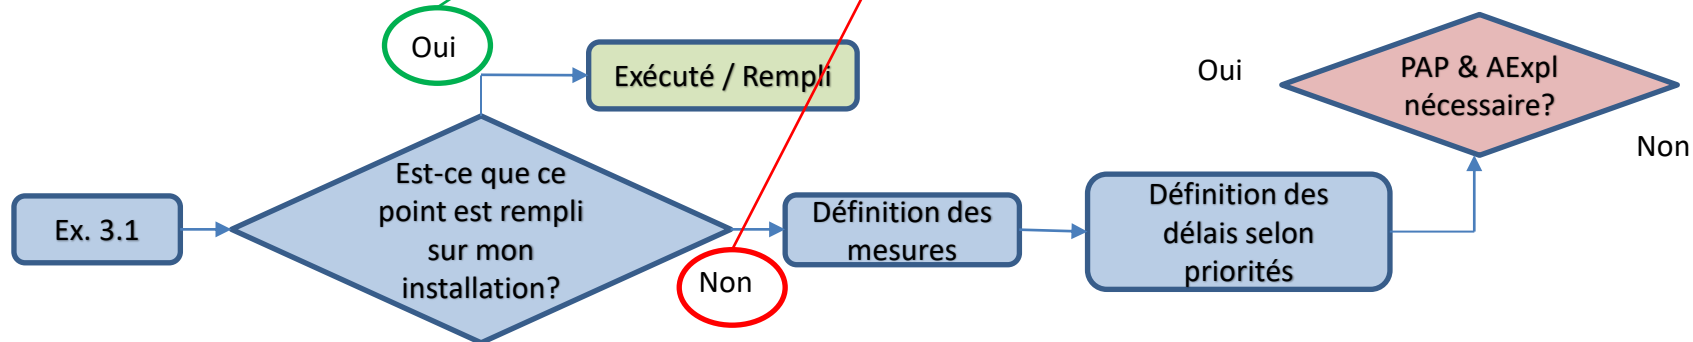 Oui
Exécuté / Rempli
Oui
PAP & AExpl
nécessaire?
Non
Ex. 3.1
Est-ce que ce
point est rempli
sur mon
installation?
Non
Définition des
mesures
Définition des
délais selon
priorités